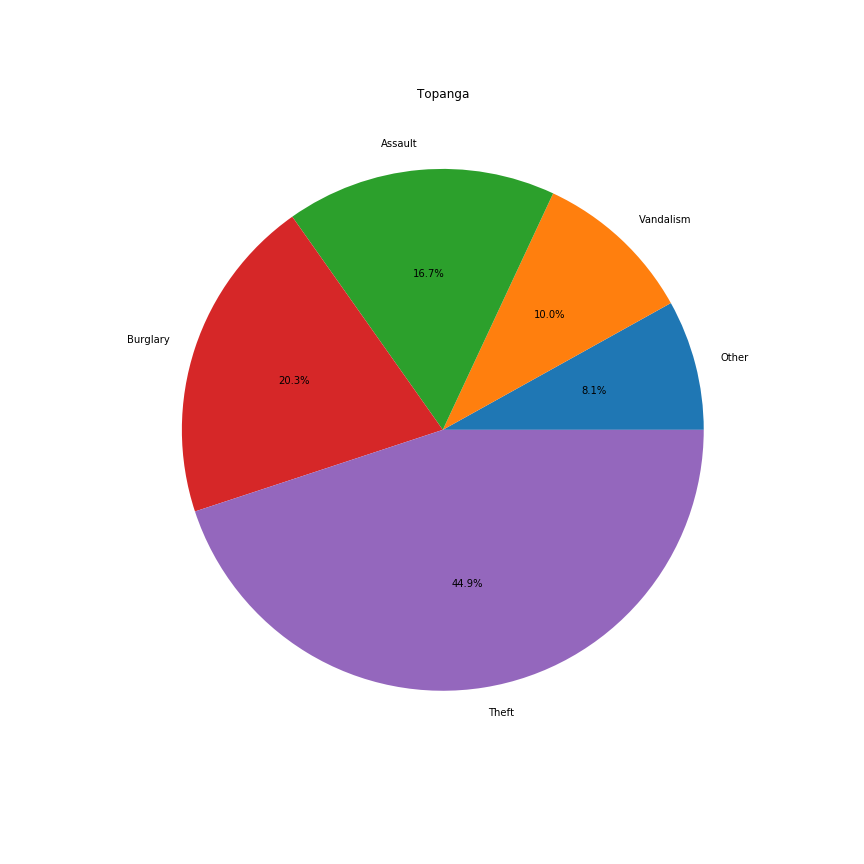 Topanga
Assault
Vandalism
16.7%
10.0%
Burglary
Other
20.3%
8.1%
44.9%
Theft